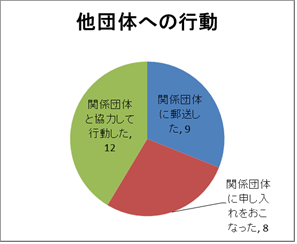 他団体への行動
関係団体
に郵送し
た, 9
関係団体
と協力して
行動した,
12
関係団体
に申し入
れをおこ
なった, 8